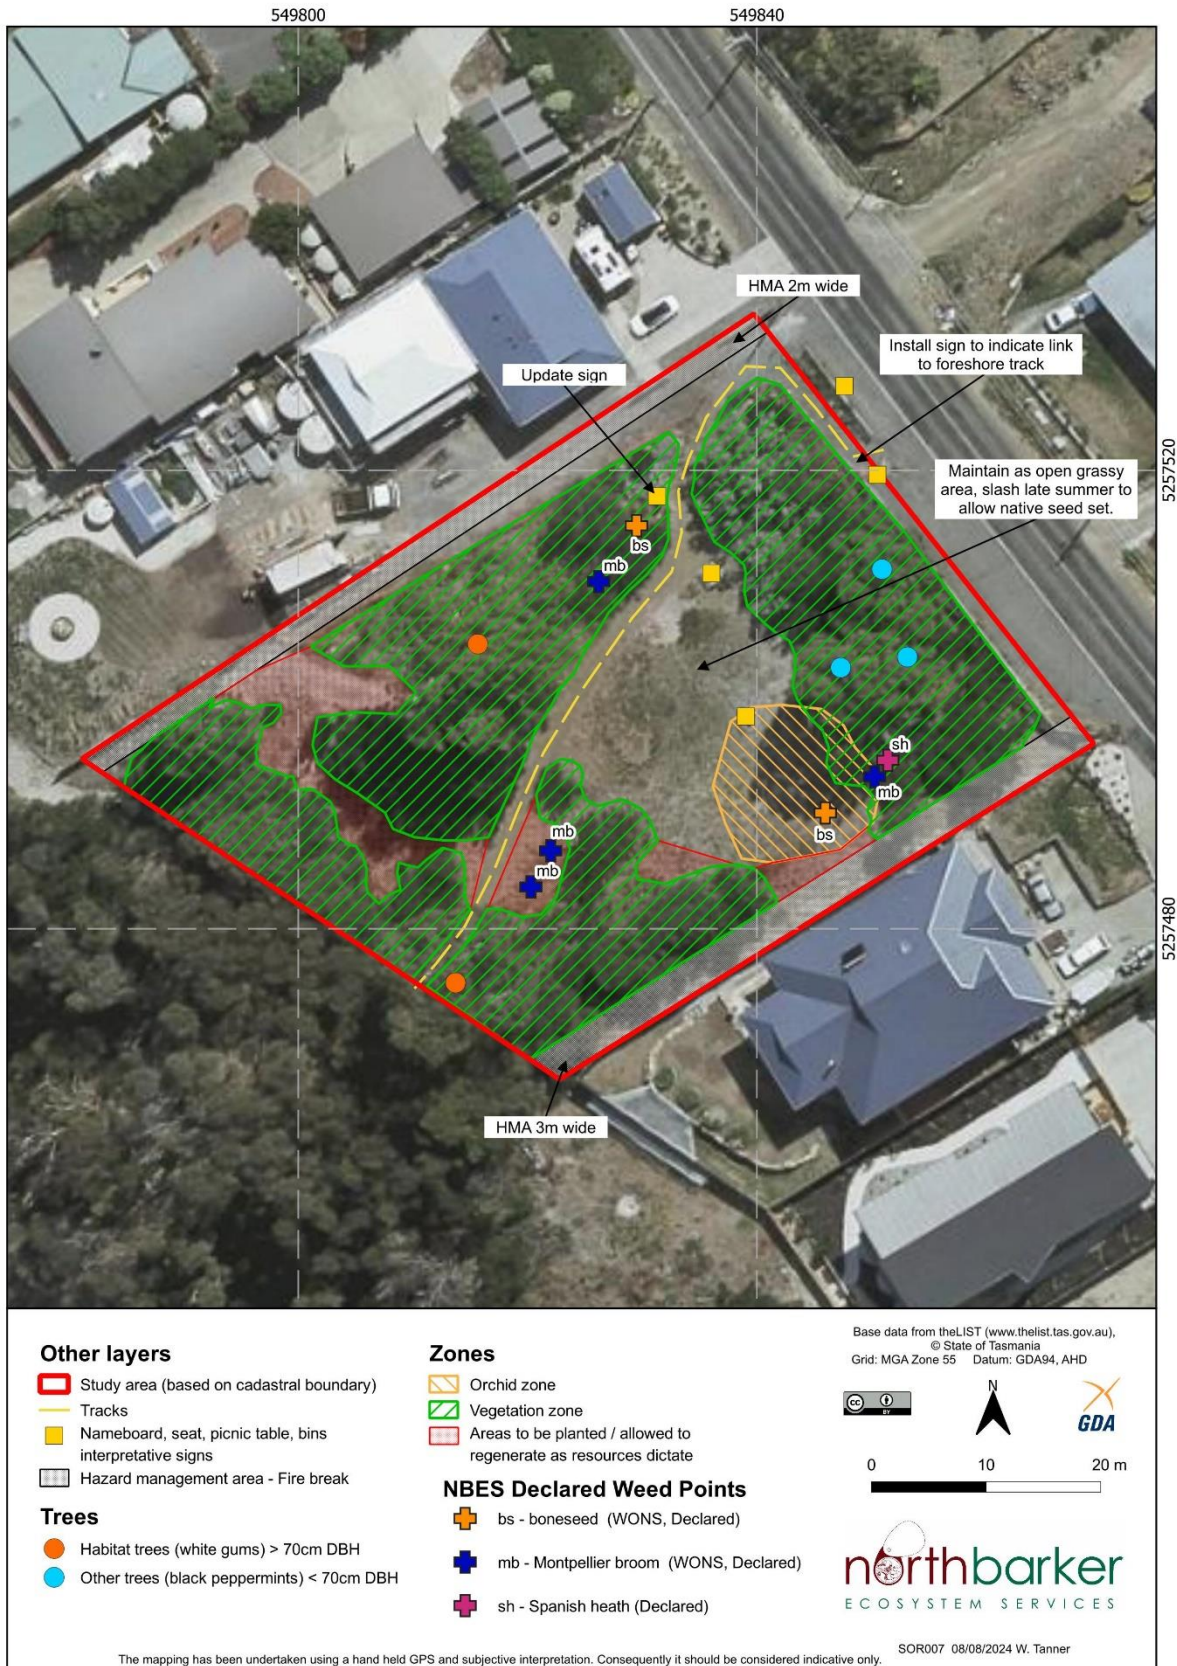 549800
549840
HMA 2m wide
Install sign to indicate link
to foreshore track
Update sign
5257520
Maintain as open grassy
area, slash late summer to
allow native seed set.
bs
mb
sh
mb
bs
mb
mb
5257480
HMA 3m wide
Other layers
Study area (based on cadastral boundary)
Tracks
Nameboard, seat, picnic table, bins
interpretative signs
Hazard management area - Fire break
Trees
Habitat trees (white gums) > 70cm DBH
Other trees (black peppermints) < 70cm DBH
Zones
Orchid zone
Vegetation zone
Areas to be planted / allowed to
regenerate as resources dictate
NBES Declared Weed Points
bs - boneseed (WONS, Declared)
mb - Montpellier broom (WONS, Declared)
sh - Spanish heath (Declared)
Base data from theLIST (www.thelist.tas.gov.au),
© State of Tasmania
Grid: MGA Zone 55 Datum: GDA94, AHD
cc
BY
N
GDA
0 10 20 m
northbarker
ECOSYSTEM SERVICES
SOR007 08/08/2024 W. Tanner
The mapping has been undertaken using a hand held GPS and subjective interpretation. Consequently it should be considered indicative only.